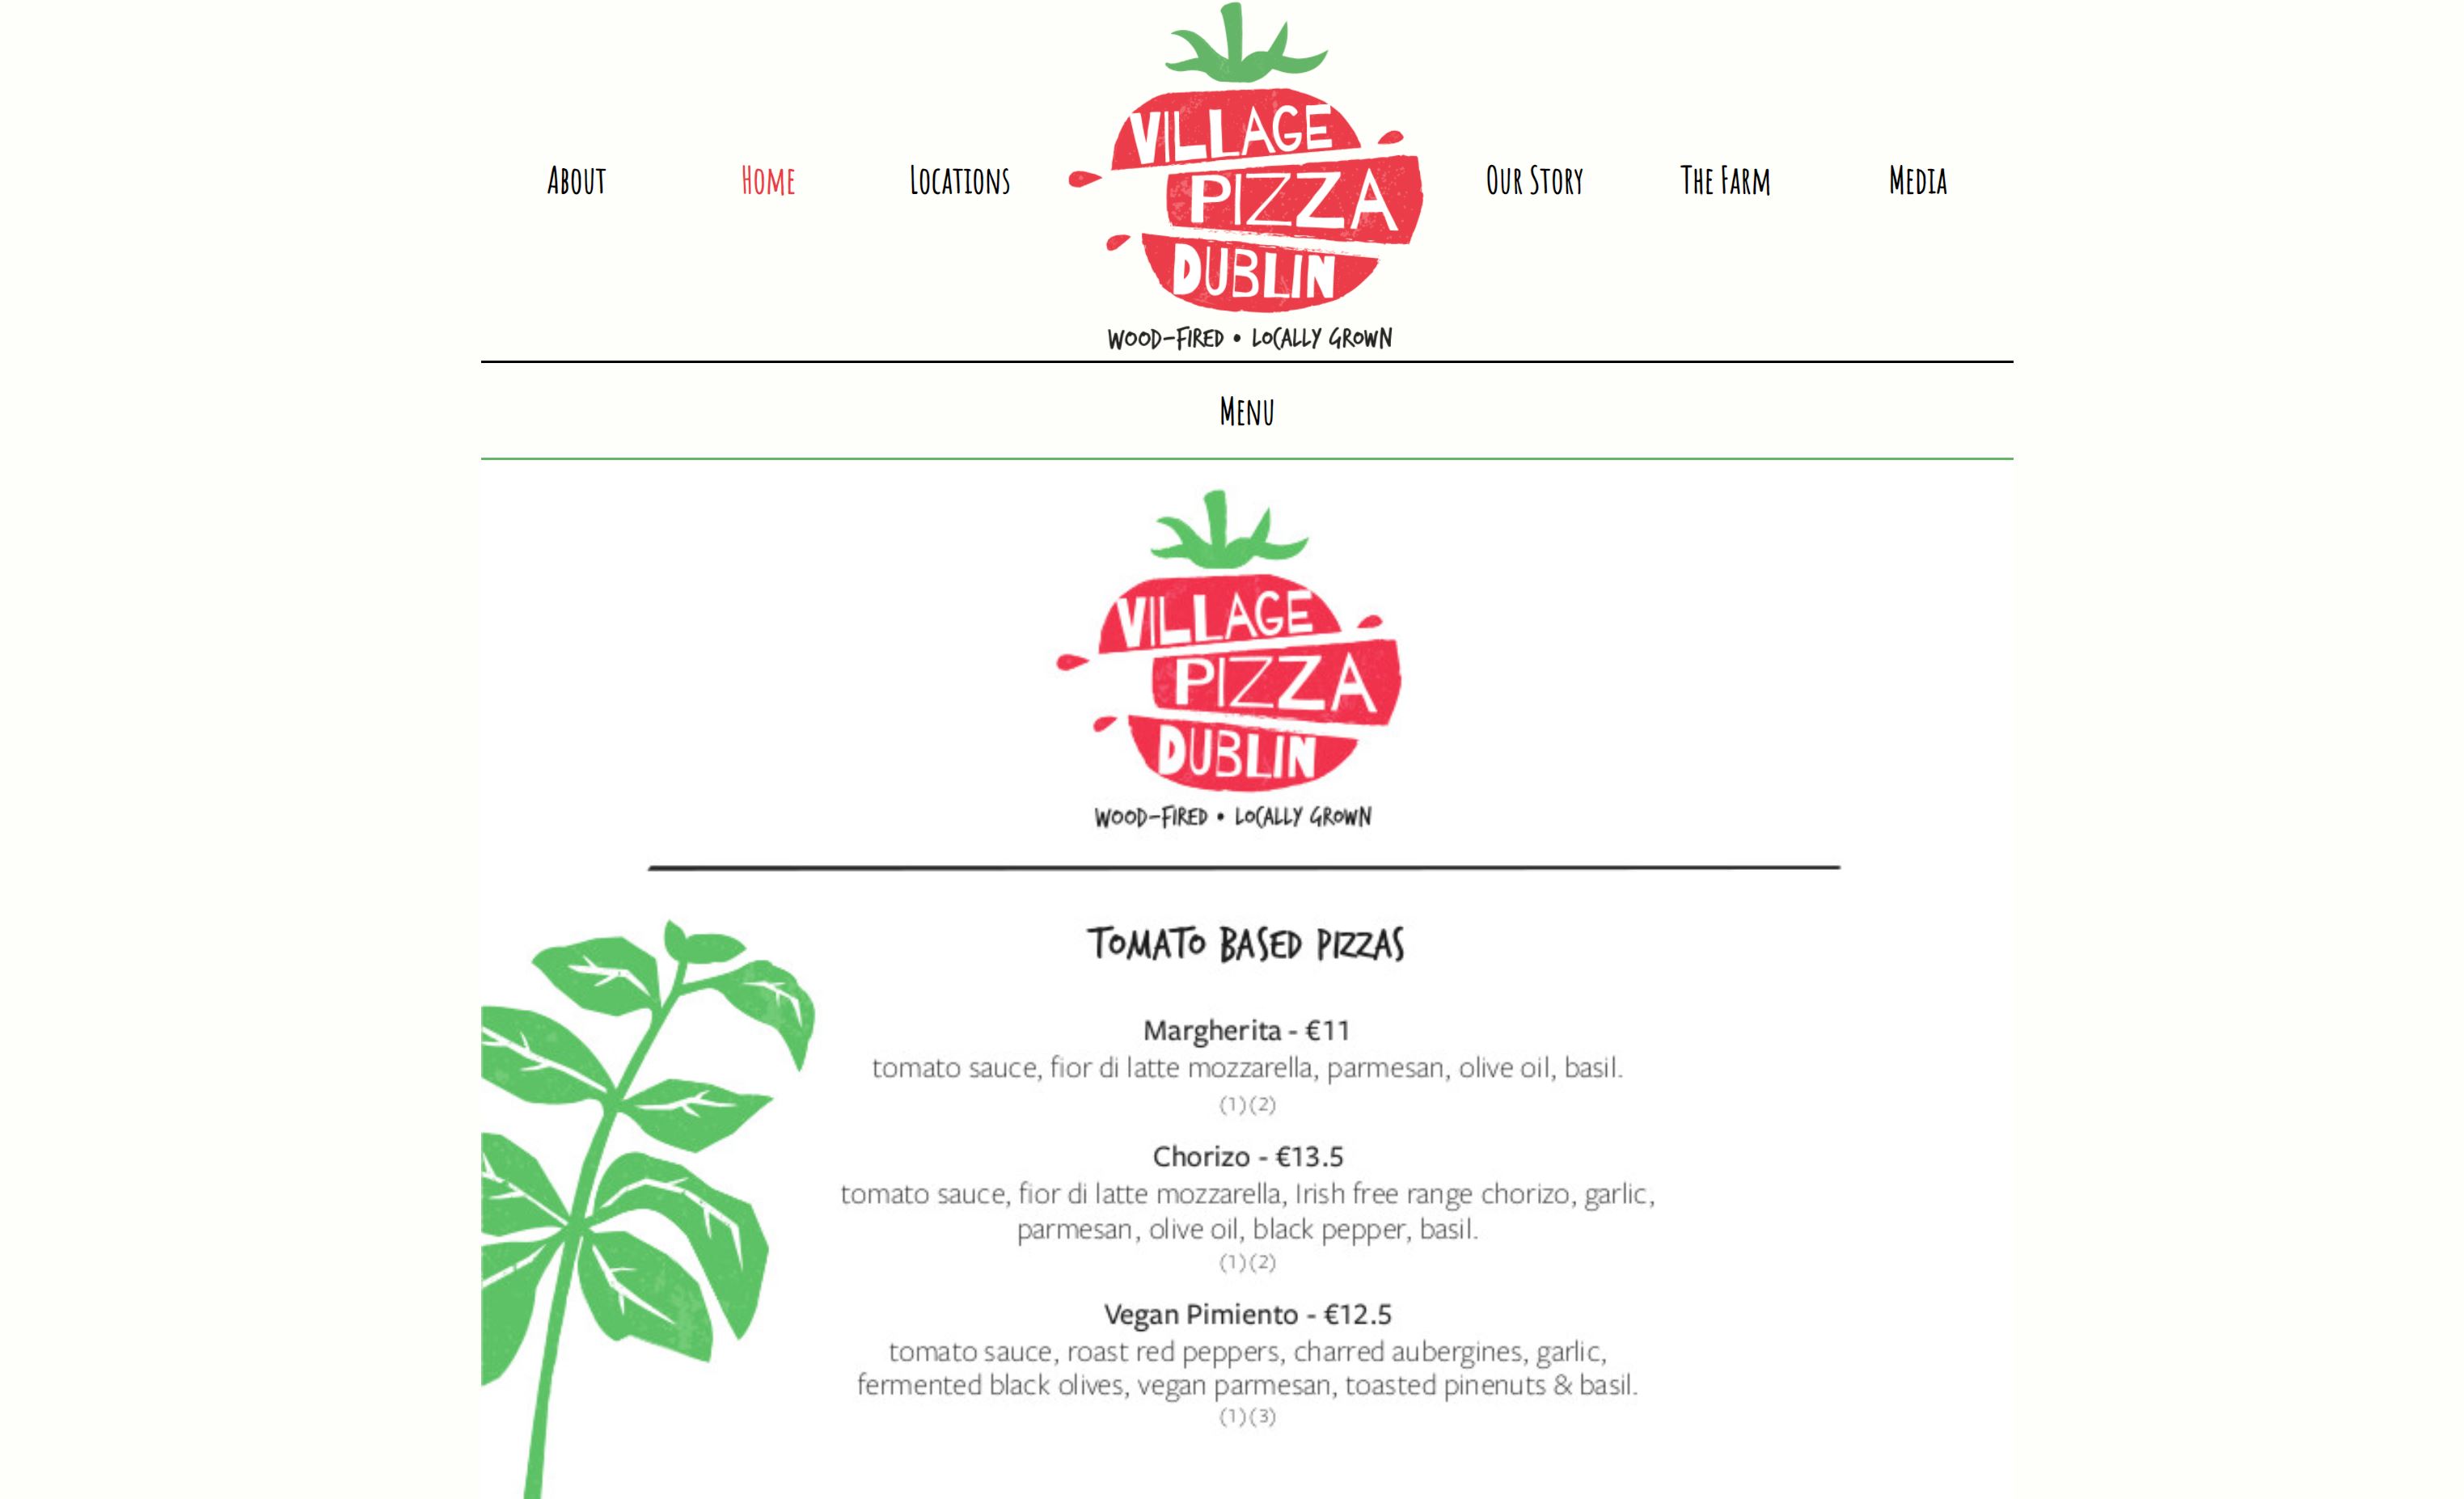 About
Home
Locations
VILLAGE
PIZZA
DUBLIN
WOOD-FIRED • LOCALLY GROWN
Our Story
The Farm
Media
Menu
VILLAGE
PIZZA
DUBLIN
WOOD-FIRED • LOCALLY GROWN
TOMATO BASED PIZZAS
Margherita - €11
tomato sauce, fior di latte mozzarella, parmesan, olive oil, basil.
(1)(2)
Chorizo - €13.5
tomato sauce, fior di latte mozzarella, Irish free range chorizo, garlic,
parmesan, olive oil, black pepper, basil.
(1)(2)
Vegan Pimiento - €12.5
tomato sauce, roast red peppers, charred aubergines, garlic,
fermented black olives, vegan parmesan, toasted pinenuts & basil.
(1)(3)